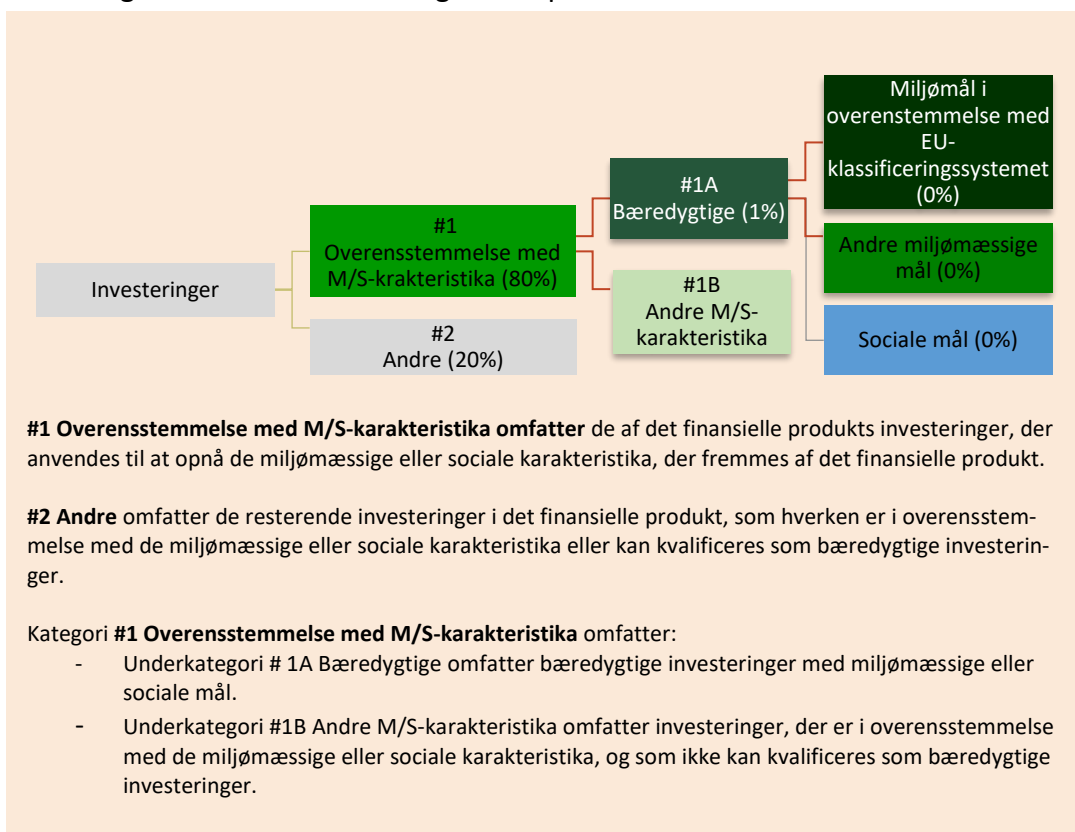 Miljømål i
overenstemmelse med
EU-
klassificeringssystemet
(0%)
#1A
Bæredygtige (1%)
#1
Overensstemmelse med
M/S-krakteristika (80%)
Andre miljømæssige
mål (0%)
Investeringer
#1B
Andre M/S-
karakteristika
#2
Andre (20%)
Sociale mål (0%)
#1 Overensstemmelse med M/S-karakteristika omfatter de af det finansielle produkts investeringer, der
anvendes til at opnå de miljømæssige eller sociale karakteristika, der fremmes af det finansielle produkt.
#2 Andre omfatter de resterende investeringer i det finansielle produkt, som hverken er i overensstem-
melse med de miljømæssige eller sociale karakteristika eller kan kvalificeres som bæredygtige investerin-
ger.
Kategori #1 Overensstemmelse med M/S-karakteristika omfatter:
- Underkategori # 1A Bæredygtige omfatter bæredygtige investeringer med miljømæssige eller
sociale mål.
- Underkategori #1B Andre M/S-karakteristika omfatter investeringer, der er i overensstemmelse
med de miljømæssige eller sociale karakteristika, og som ikke kan kvalificeres som bæredygtige
investeringer.